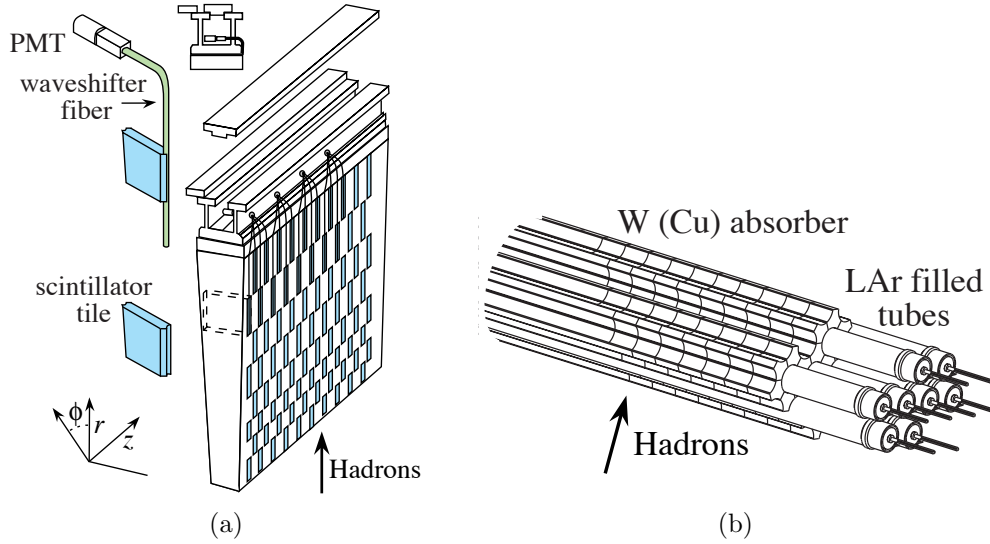 PMT
waveshifter
fiber
scintillator
tile
ϕ
r
z
Hadrons
(a)
W (Cu) absorber
LAr filled
tubes
Hadrons
(b)